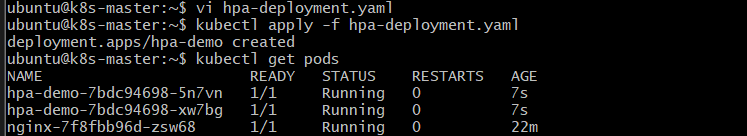 ubuntu@k8s-master:~$ vi hpa-deployment.yaml
ubuntu@k8s-master:~$ kubectl apply -f hpa-deployment.yaml
deployment.apps/hpa-demo created
ubuntu@k8s-master:~$ kubectl get pods
NAME READY STATUS RESTARTS AGE
hpa-demo-7bdc94698-5n7vn 1/1 Running 0 7s
hpa-demo-7bdc94698-xw7bg 1/1 Running 0 7s
nginx-7f8fbb96d-zsw68 1/1 Running 0 22m